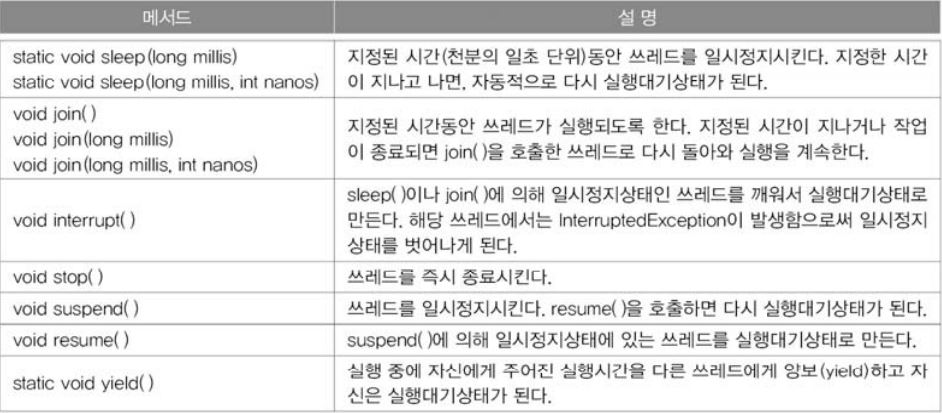 메서드
설 명
static void sleep(long millis)
static void sleep(long millis, int nanos)
지정된 시간(천분의 일초 단위)동안 쓰레드를 일시정지시킨다. 지정한 시간
이 지나고 나면, 자동적으로 다시 실행대기상태가 된다.
void join( )
void join(long millis)
void join(long millis, int nanos)
지정된 시간동안 쓰레드가 실행되도록 한다. 지정된 시간이 지나거나 작업
이 종료되면 join( )을 호출한 쓰레드로 다시 돌아와 실행을 계속한다.
void interrupt( )
sleep( )이나 join( )에 의해 일시정지상태인 쓰레드를 깨워서 실행대기상태로
만든다. 해당 쓰레드에서는 InterruptedException이 발생함으로써 일시정지
상태를 벗어나게 된다.
void stop( )
쓰레드를 즉시 종료시킨다.
void suspend( )
쓰레드를 일시정지시킨다. resume( )을 호출하면 다시 실행대기상태가 된다.
void resume( )
suspend( )에 의해 일시정지상태에 있는 쓰레드를 실행대기상태로 만든다.
static void yield( )
실행 중에 자신에게 주어진 실행시간을 다른 쓰레드에게 양보(yield)하고 자
신은 실행대기상태가 된다.